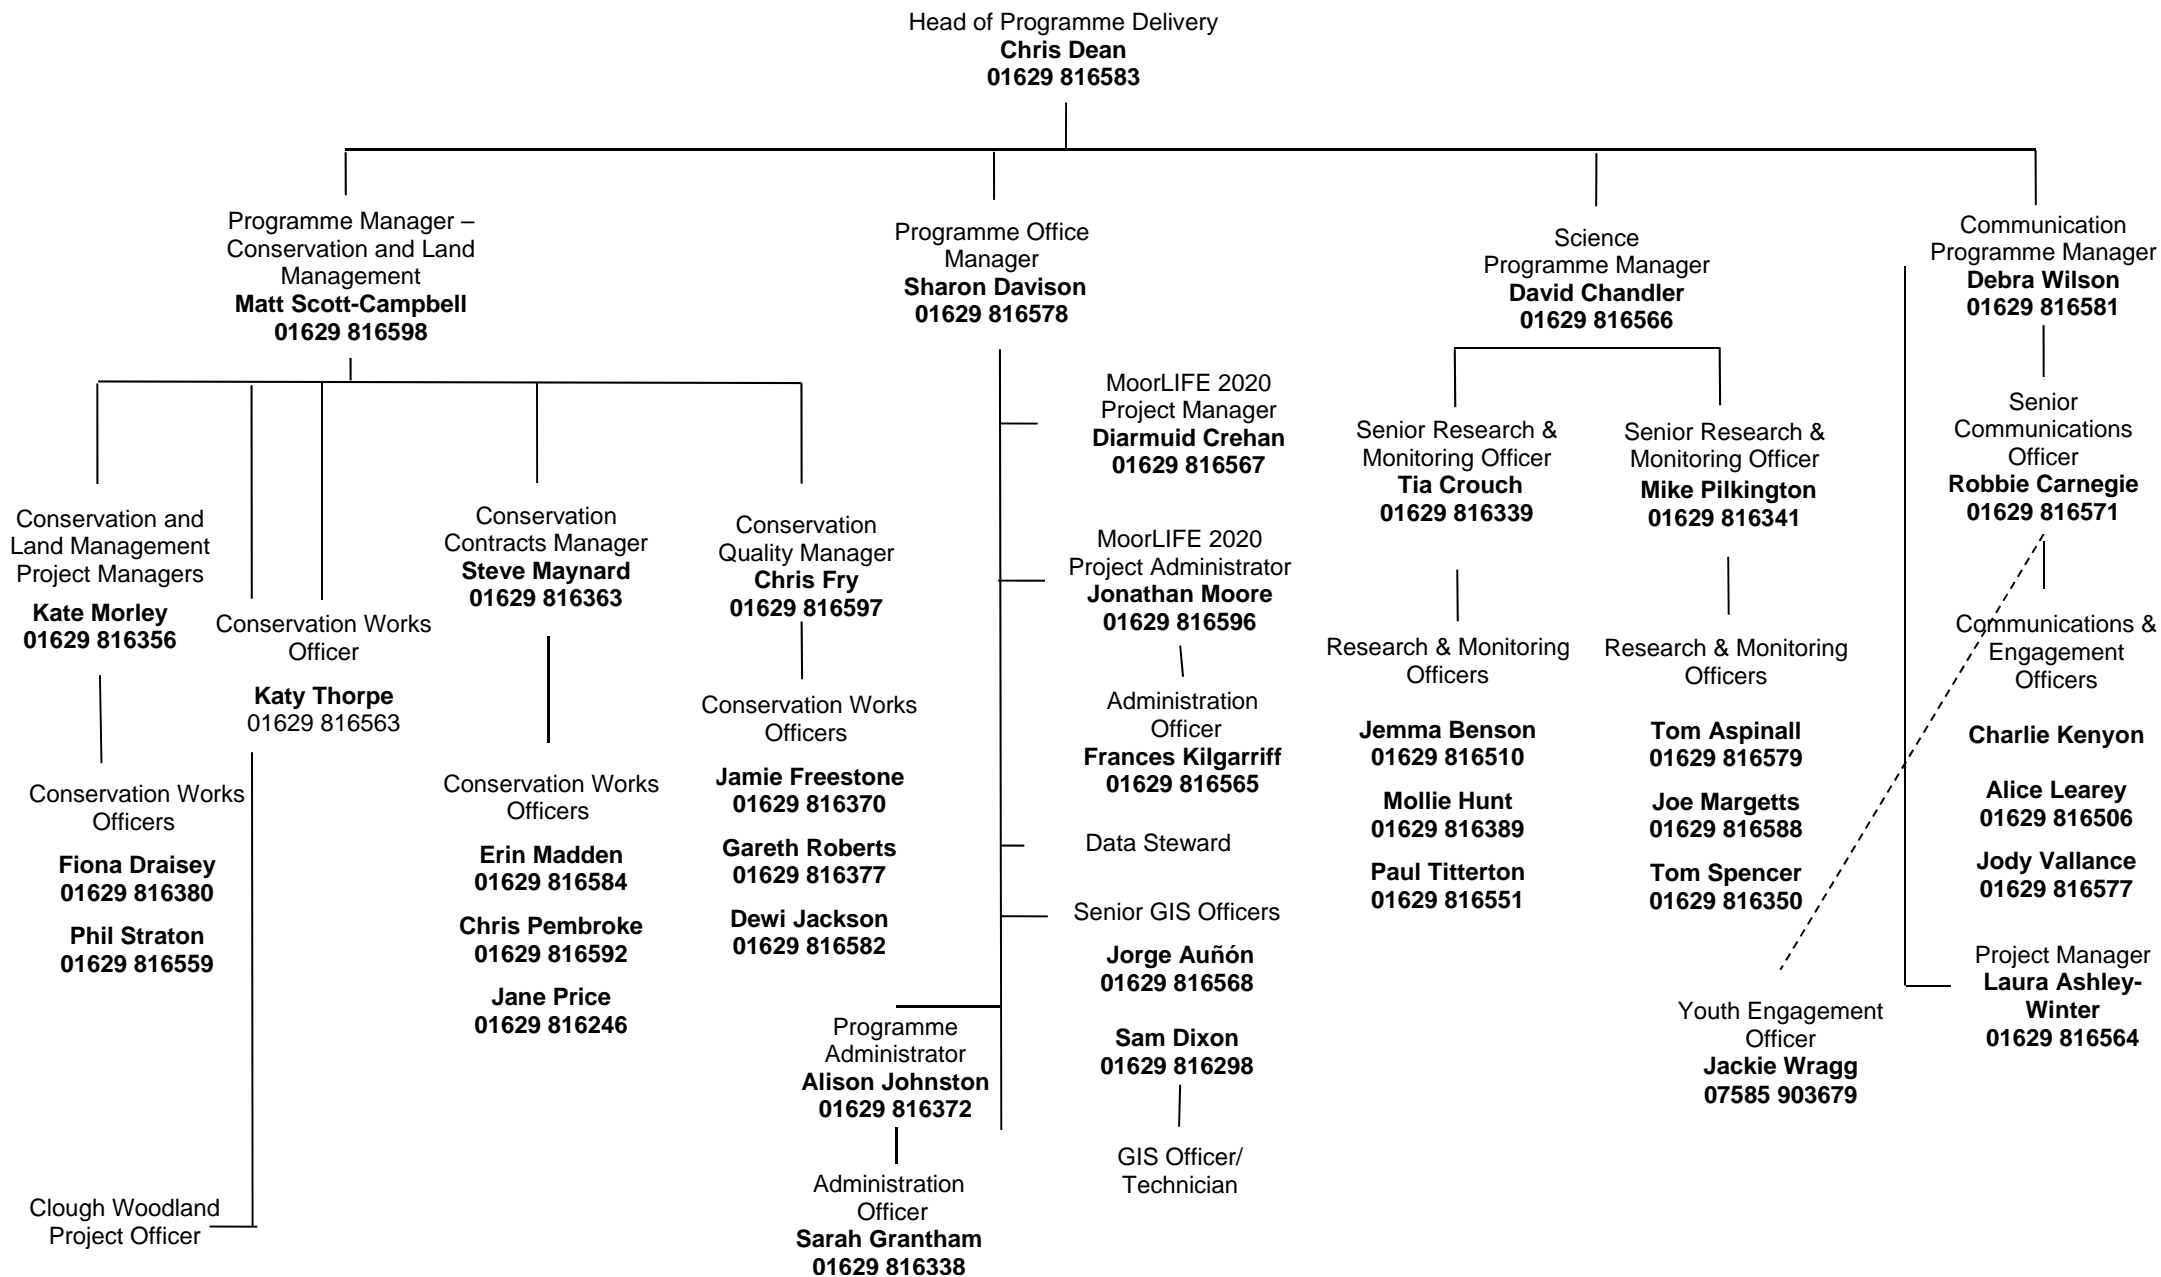 Head of Programme Delivery
Chris Dean
01629 816583
Programme Manager –
Conservation and Land
Management
Matt Scott-Campbell
01629 816598
Programme Office
Manager
Sharon Davison
01629 816578
Science
Programme Manager
David Chandler
01629 816566
Communication
Programme Manager
Debra Wilson
01629 816581
Conservation and
Land Management
Project Managers
Kate Morley
01629 816356
Conservation Works
Officers
Fiona Draisey
01629 816380
Phil Straton
01629 816559
Clough Woodland
Project Officer
Conservation Works
Officer
Katy Thorpe
01629 816563
Conservation
Contracts Manager
Steve Maynard
01629 816363
Conservation Works
Officers
Erin Madden
01629 816584
Chris Pembroke
01629 816592
Jane Price
01629 816246
Conservation
Quality Manager
Chris Fry
01629 816597
Conservation Works
Officers
Jamie Freestone
01629 816370
Gareth Roberts
01629 816377
Dewi Jackson
01629 816582
Programme
Administrator
Alison Johnston
01629 816372
Administration
Officer
Sarah Grantham
01629 816338
MoorLIFE 2020
Project Manager
Diarmuid Crehan
01629 816567
MoorLIFE 2020
Project Administrator
Jonathan Moore
01629 816596
Administration
Officer
Frances Kilgarriff
01629 816565
Data Steward
Senior GIS Officers
Jorge Auñón
01629 816568
Sam Dixon
01629 816298
GIS Officer/
Technician
Senior Research &
Monitoring Officer
Tia Crouch
01629 816339
Research & Monitoring
Officers
Jemma Benson
01629 816510
Mollie Hunt
01629 816389
Paul Titterton
01629 816551
Senior Research &
Monitoring Officer
Mike Pilkington
01629 816341
Research & Monitoring
Officers
Tom Aspinall
01629 816579
Joe Margetts
01629 816588
Tom Spencer
01629 816350
Senior
Communications
Officer
Robbie Carnegie
01629 816571
Communications &
Engagement
Officers
Charlie Kenyon
Alice Learey
01629 816506
Jody Vallance
01629 816577
Project Manager
Laura Ashley-
Winter
01629 816564
Youth Engagement
Officer
Jackie Wragg
07585 903679